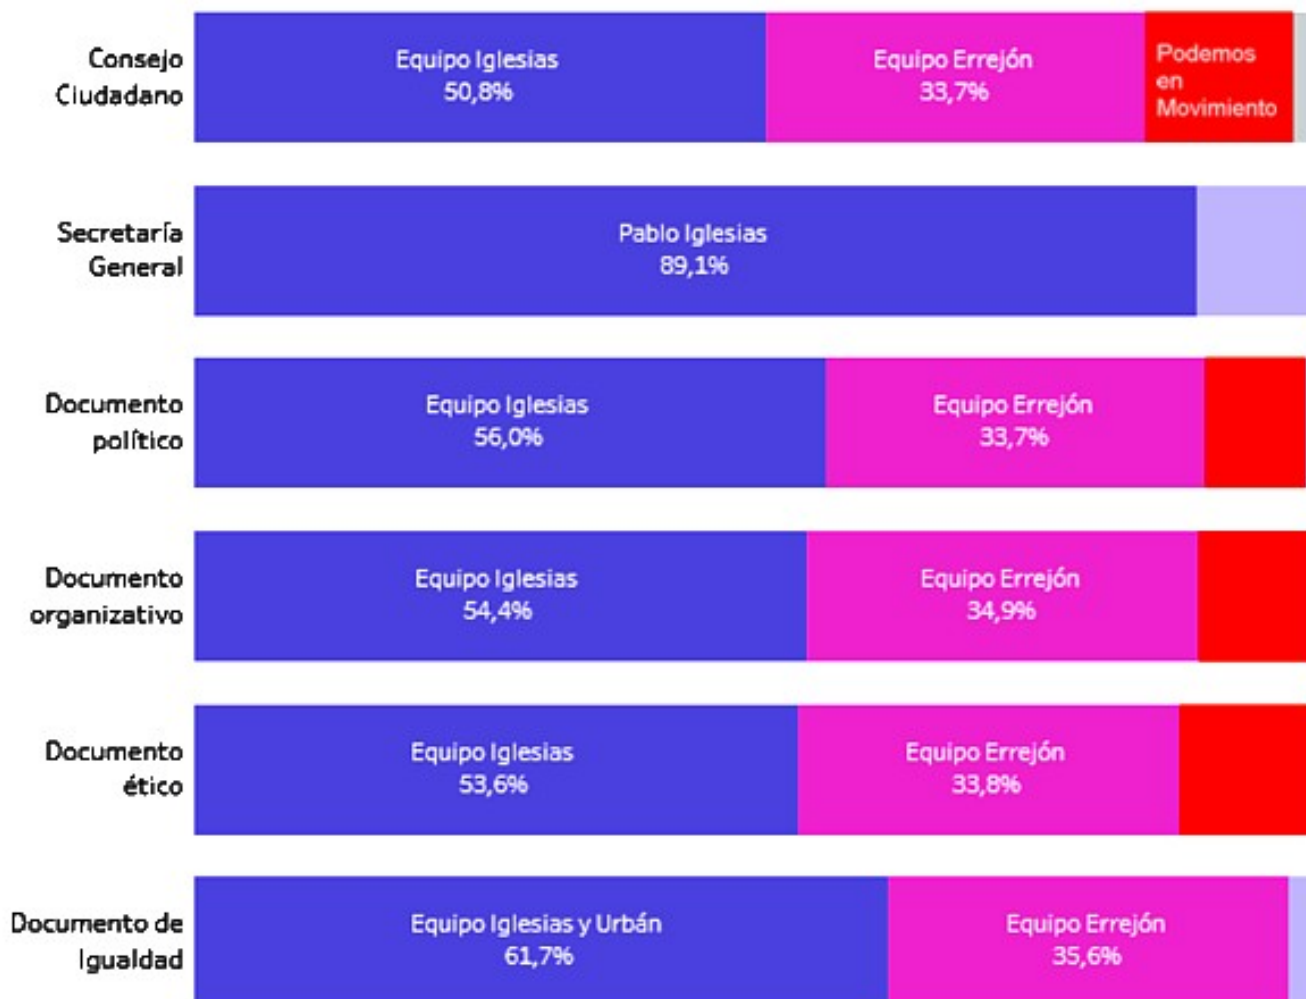 Consejo
Ciudadano
Equipo Iglesias
50,8%
Equipo Errejón
33,7%
Podemos
en
Movimiento
Secretaría
General
Pablo Iglesias
89,1%
Documento
político
Equipo Iglesias
56,0%
Equipo Errejón
33,7%
Documento
organizativo
Equipo Iglesias
54,4%
Equipo Errejón
34,9%
Documento
ético
Equipo Iglesias
53,6%
Equipo Errejón
33,8%
Documento de
Igualdad
Equipo Iglesias y Urbán
61,7%
Equipo Errejón
35,6%